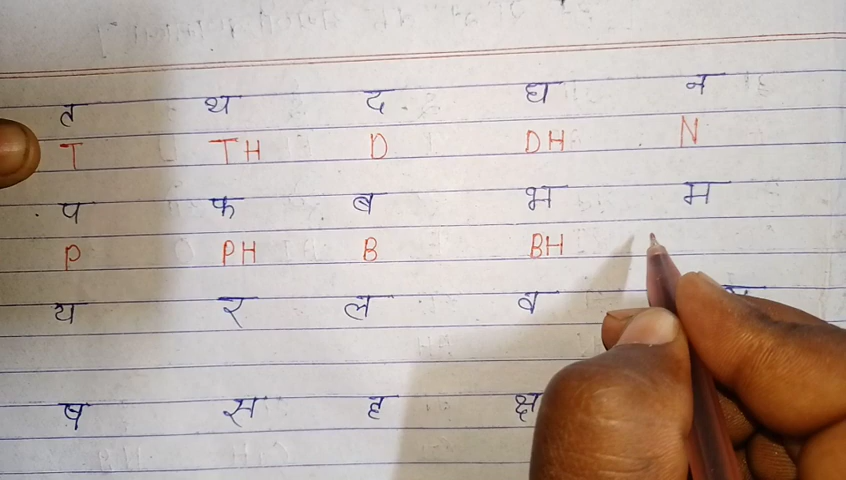 त थ द ध न
T TH D DH N
प फ ब भ म
P PH B BH
य र ल व
ष स ह क्ष